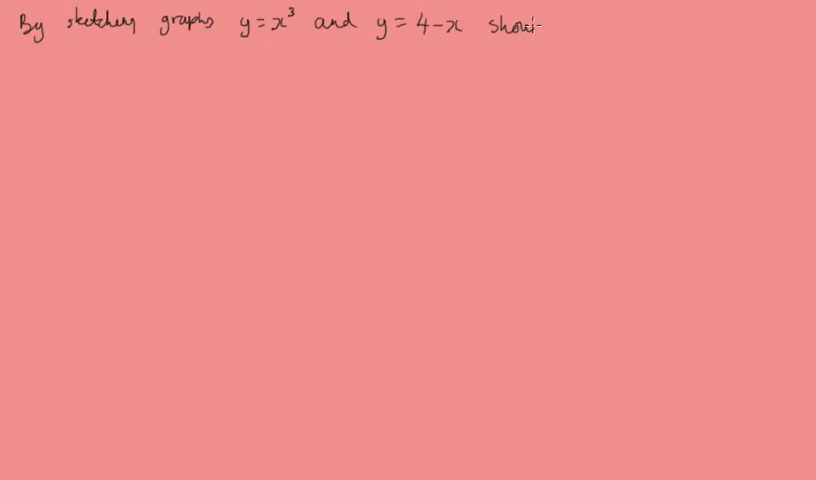 By sketching graphs y = x³ and y = 4-x show